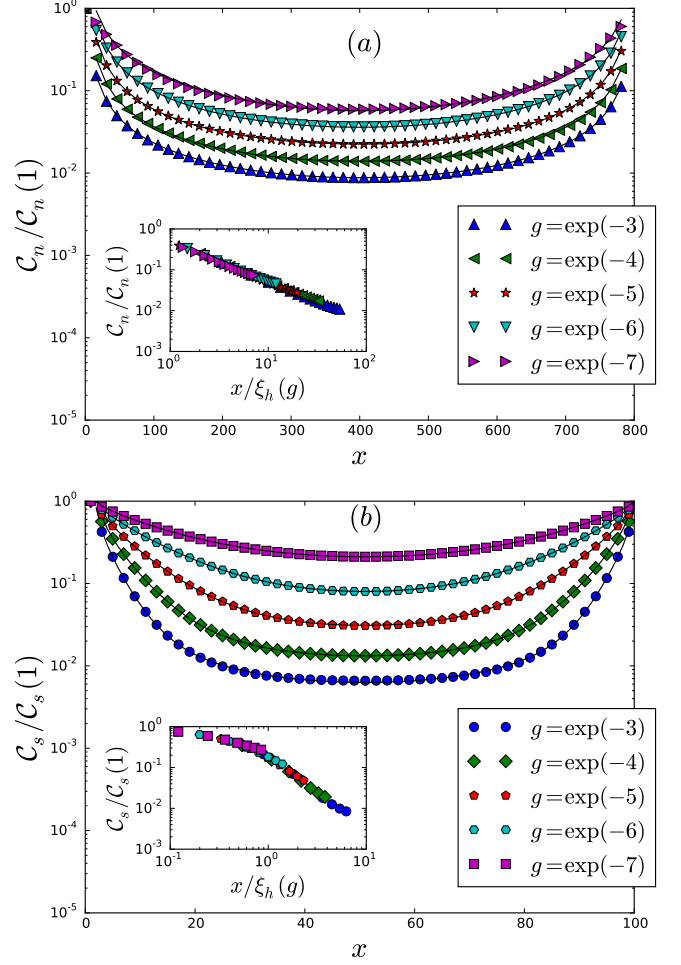 (a)
10^0
10^-1
10^-2
10^-3
10^-4
10^-5
C_n/C_n(1)
0 100 200 300 400 500 600 700 800
x
10^0
10^-1
10^-2
10^-3
C_n/C_n(1)
10^0 10^1 10^2
x/ξ_h(g)
g=exp(−3)
g=exp(−4)
g=exp(−5)
g=exp(−6)
g=exp(−7)
(b)
10^0
10^-1
10^-2
10^-3
10^-4
10^-5
C_s/C_s(1)
0 20 40 60 80 100
x
10^0
10^-1
10^-2
10^-3
C_s/C_s(1)
10^-1 10^0 10^1
x/ξ_h(g)
g=exp(−3)
g=exp(−4)
g=exp(−5)
g=exp(−6)
g=exp(−7)